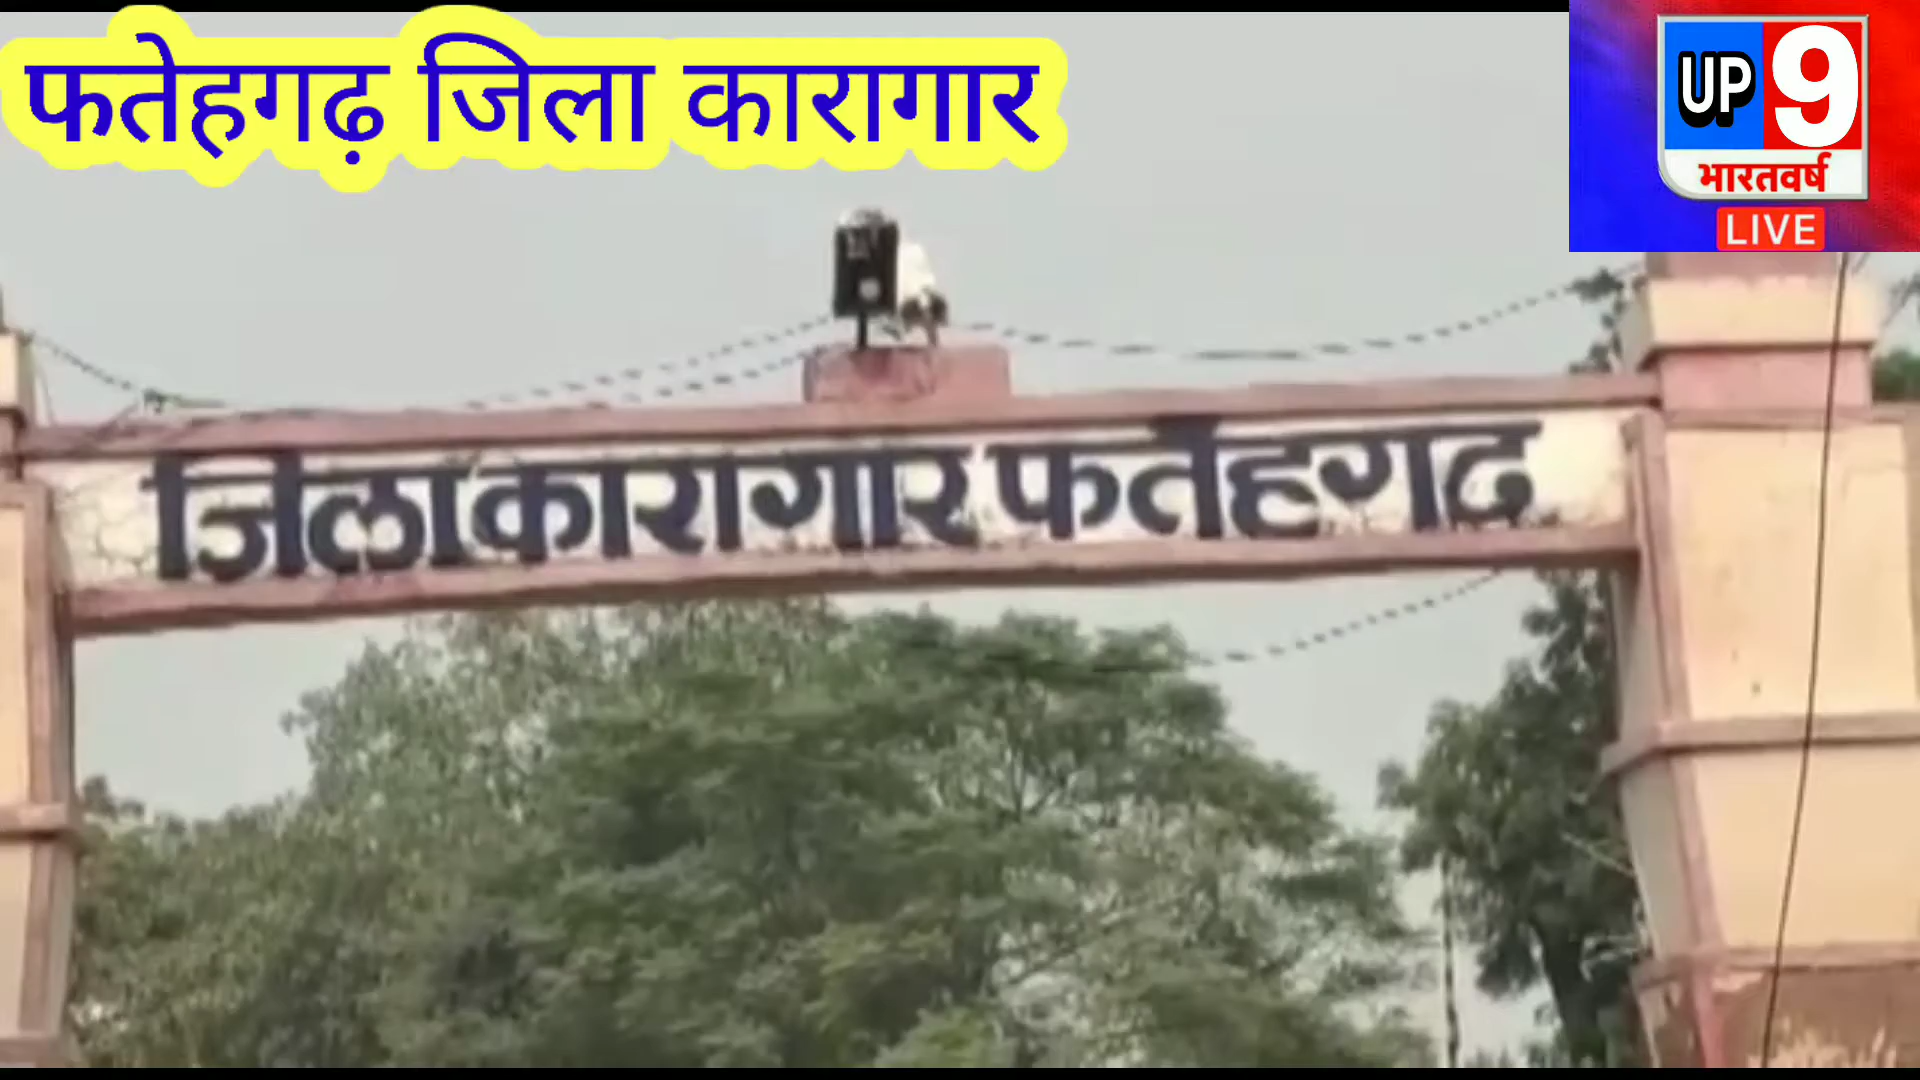 फतेहगढ़ जिला कारागार
UP 9
भारतवर्ष
LIVE
जिला कारागार फतेहगढ